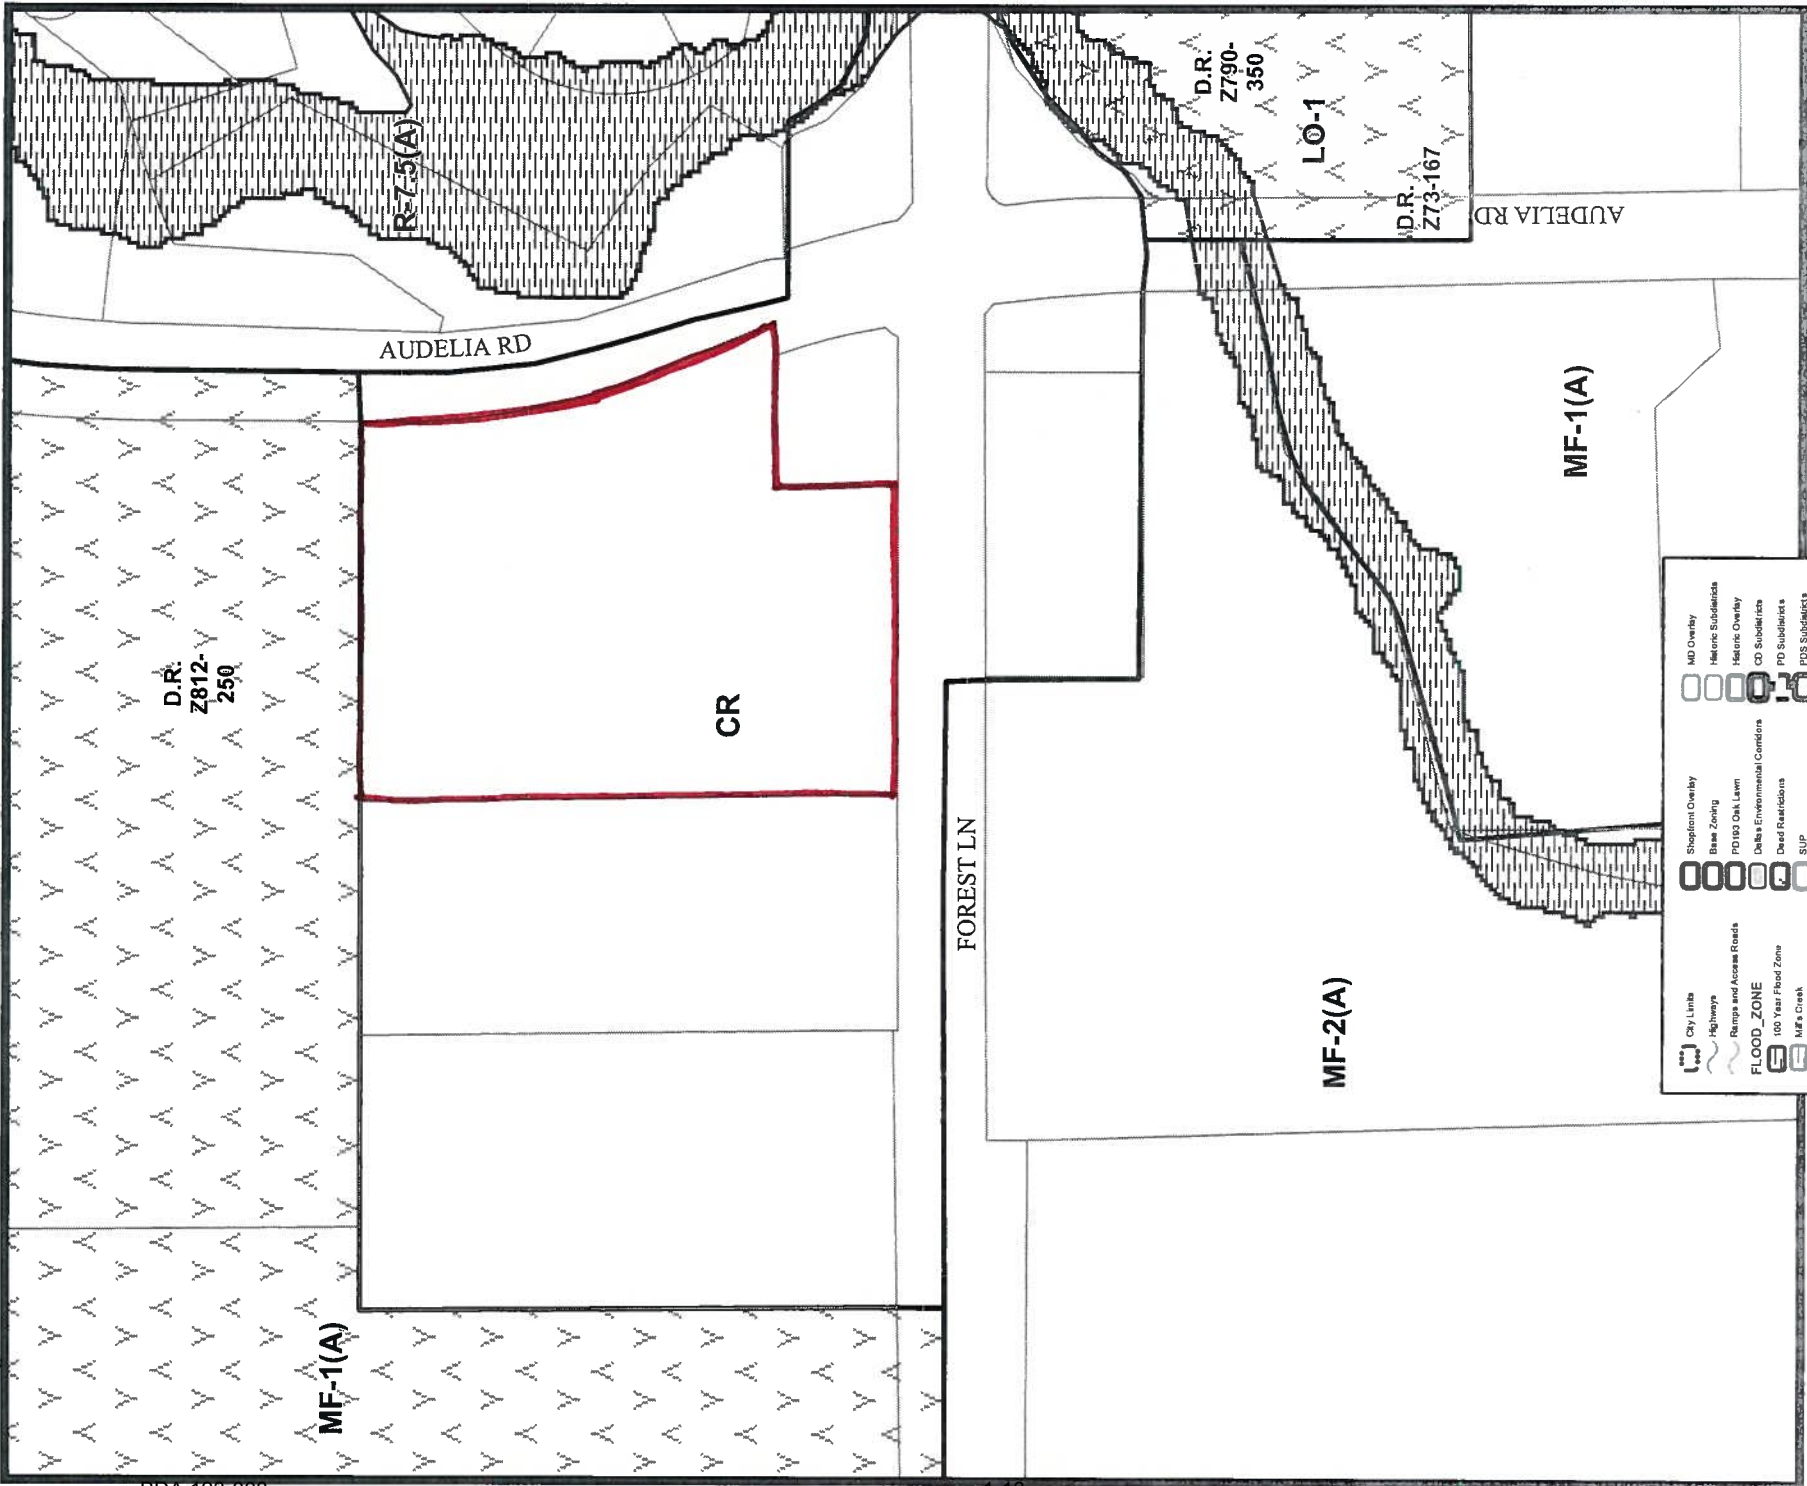 D.R.
Z790-
350
LO-1
D.R.
Z73-167
R-7.5(A)
AUDELIA RD
AUDELIA RD
D.R.
Z812-
250
CR
MF-1(A)
FOREST LN
MF-2(A)
MF-1(A)
City Limits
Highways
Ramps and Access Roads
FLOOD_ZONE
100 Year Flood Zone
Mill's Creek
Shopfront Overlay
Base Zoning
PD193 Oak Lawn
Dallas Environmental Corridors
Deed Restrictions
SUP
MD Overlay
Historic Subdistricts
Historic Overlay
CD Subdistricts
PD Subdistricts
PDS Subdistricts